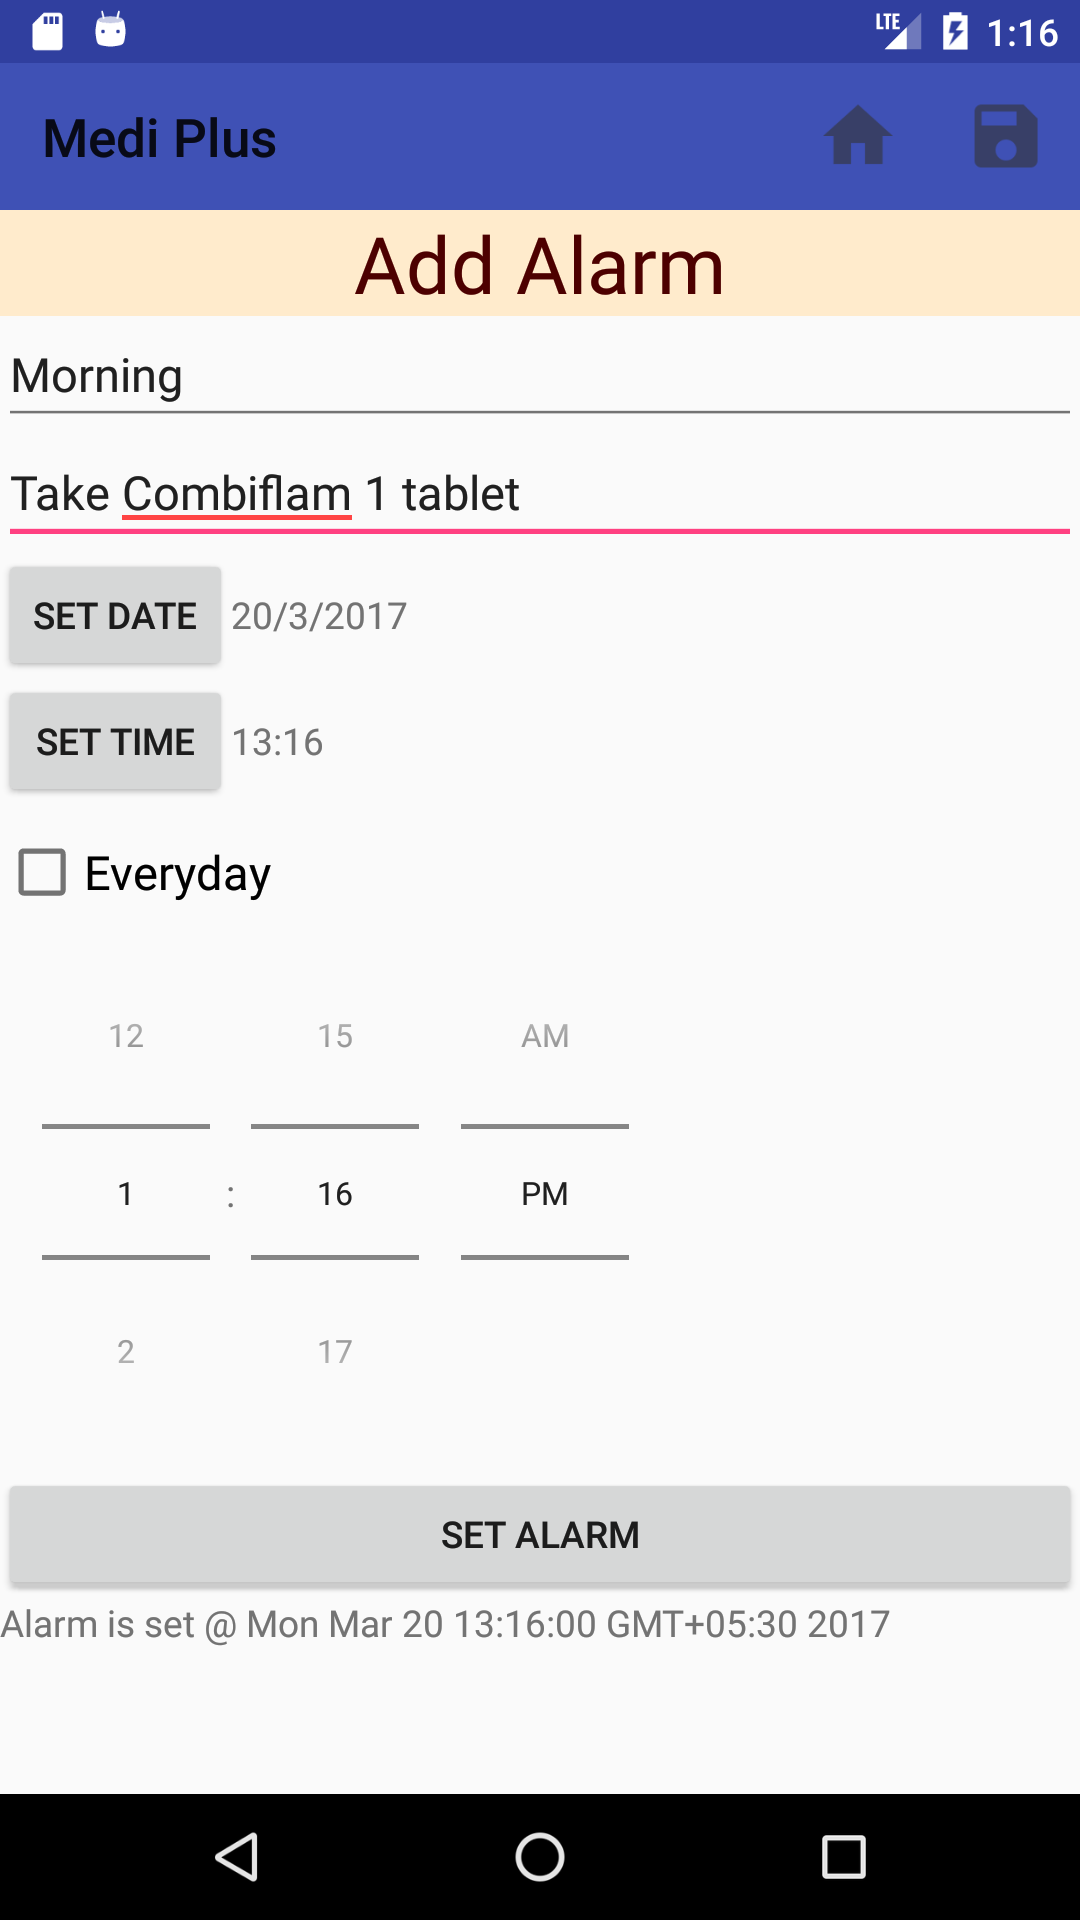 LTE 1:16
Medi Plus
Add Alarm
Morning
Take Combiflam 1 tablet
SET DATE 20/3/2017
SET TIME 13:16
Everyday
12 15 AM
1 : 16 PM
2 17
SET ALARM
Alarm is set @ Mon Mar 20 13:16:00 GMT+05:30 2017